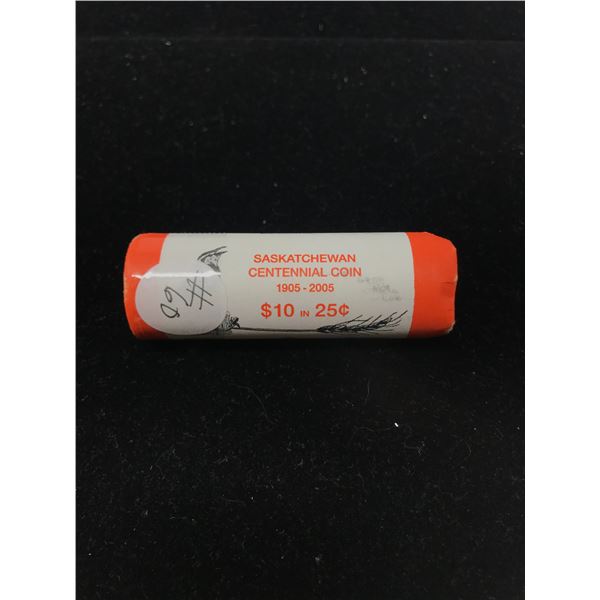 SASKATCHEWAN
CENTENNIAL COIN
1905 - 2005
$10 IN 25¢